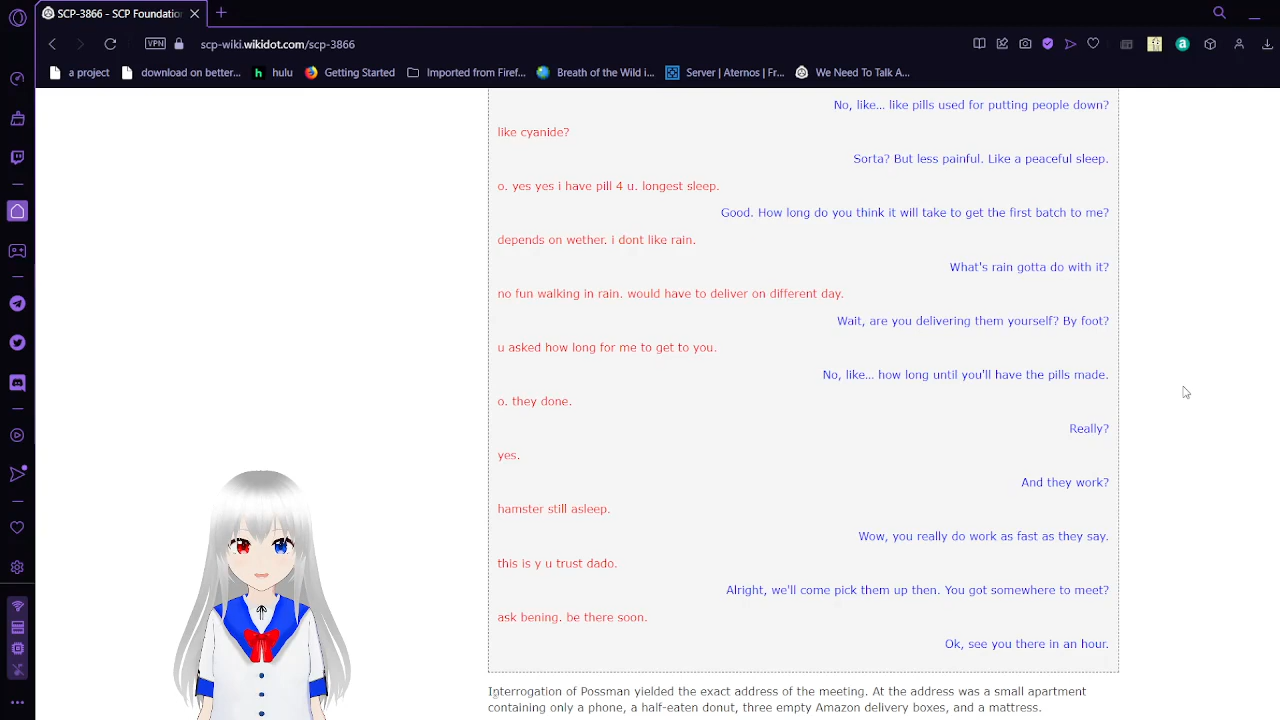 SCP-3866 - SCP Foundation
VPN scp-wiki.wikidot.com/scp-3866
a project download on better... hulu Getting Started Imported from Firef... Breath of the Wild i... Server | Aternos | Fr... We Need To Talk A...
No, like... like pills used for putting people down?
like cyanide?
Sorta? But less painful. Like a peaceful sleep.
o. yes yes i have pill 4 u. longest sleep.
Good. How long do you think it will take to get the first batch to me?
depends on wether. i dont like rain.
What's rain gotta do with it?
no fun walking in rain. would have to deliver on different day.
Wait, are you delivering them yourself? By foot?
u asked how long for me to get to you.
No, like... how long until you'll have the pills made.
o. they done.
Really?
yes.
And they work?
hamster still asleep.
Wow, you really do work as fast as they say.
this is y u trust dado.
Alright, we'll come pick them up then. You got somewhere to meet?
ask bening. be there soon.
Ok, see you there in an hour.
Interrogation of Possman yielded the exact address of the meeting. At the address was a small apartment
containing only a phone, a half-eaten donut, three empty Amazon delivery boxes, and a mattress.